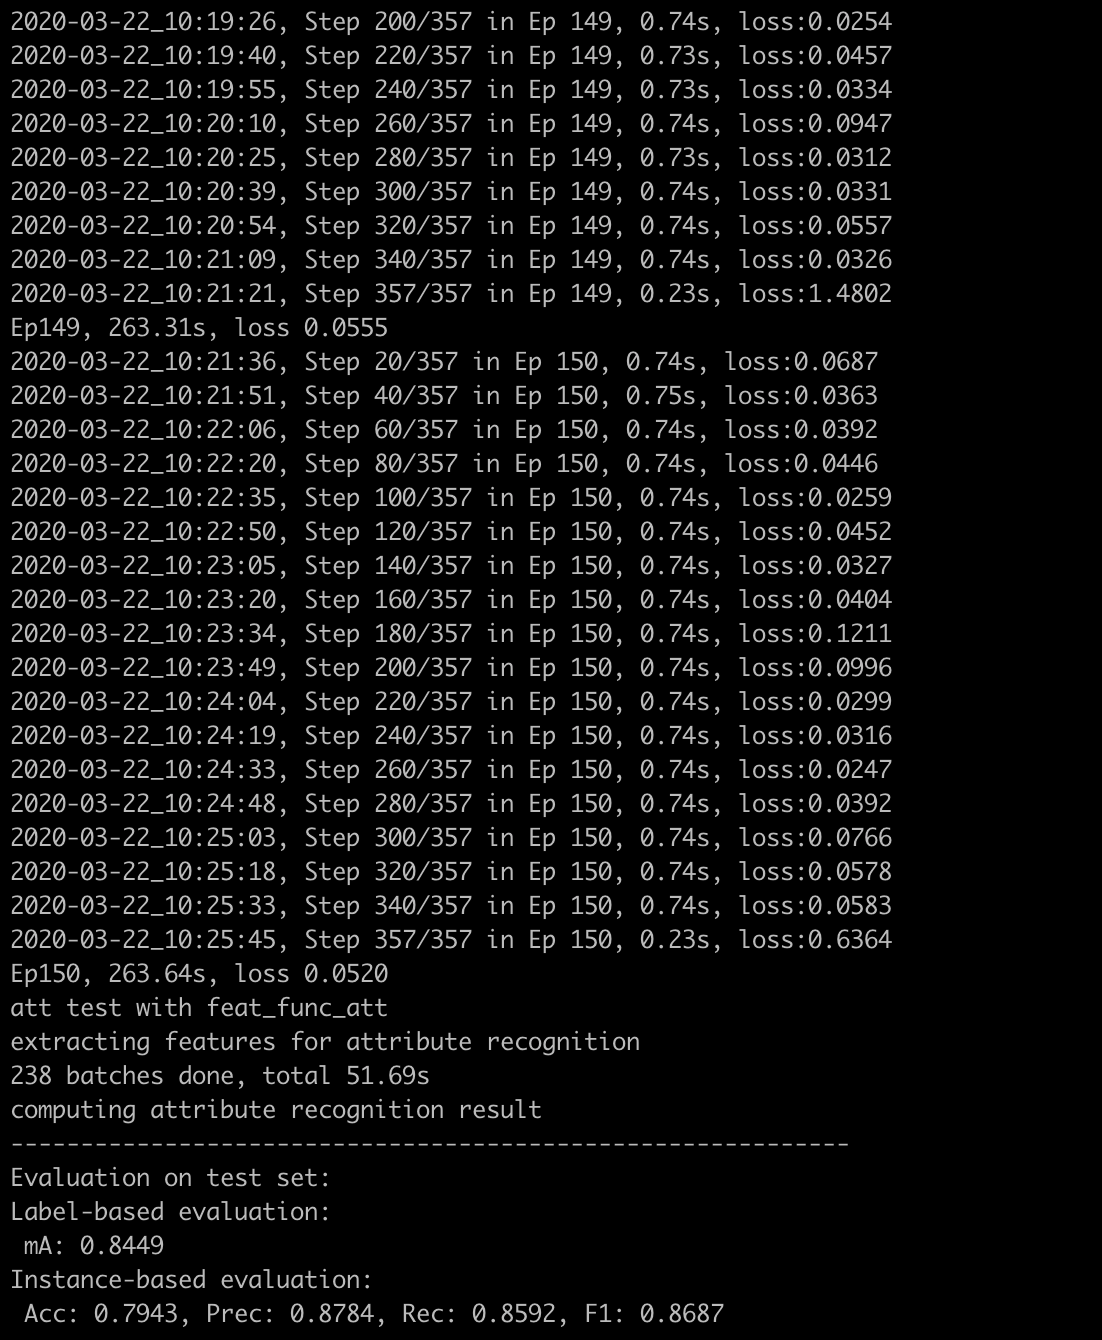 2020-03-22_10:19:26, Step 200/357 in Ep 149, 0.74s, loss:0.0254
2020-03-22_10:19:40, Step 220/357 in Ep 149, 0.73s, loss:0.0457
2020-03-22_10:19:55, Step 240/357 in Ep 149, 0.73s, loss:0.0334
2020-03-22_10:20:10, Step 260/357 in Ep 149, 0.74s, loss:0.0947
2020-03-22_10:20:25, Step 280/357 in Ep 149, 0.73s, loss:0.0312
2020-03-22_10:20:39, Step 300/357 in Ep 149, 0.74s, loss:0.0331
2020-03-22_10:20:54, Step 320/357 in Ep 149, 0.74s, loss:0.0557
2020-03-22_10:21:09, Step 340/357 in Ep 149, 0.74s, loss:0.0326
2020-03-22_10:21:21, Step 357/357 in Ep 149, 0.23s, loss:1.4802
Ep149, 263.31s, loss 0.0555
2020-03-22_10:21:36, Step 20/357 in Ep 150, 0.74s, loss:0.0687
2020-03-22_10:21:51, Step 40/357 in Ep 150, 0.75s, loss:0.0363
2020-03-22_10:22:06, Step 60/357 in Ep 150, 0.74s, loss:0.0392
2020-03-22_10:22:20, Step 80/357 in Ep 150, 0.74s, loss:0.0446
2020-03-22_10:22:35, Step 100/357 in Ep 150, 0.74s, loss:0.0259
2020-03-22_10:22:50, Step 120/357 in Ep 150, 0.74s, loss:0.0452
2020-03-22_10:23:05, Step 140/357 in Ep 150, 0.74s, loss:0.0327
2020-03-22_10:23:20, Step 160/357 in Ep 150, 0.74s, loss:0.0404
2020-03-22_10:23:34, Step 180/357 in Ep 150, 0.74s, loss:0.1211
2020-03-22_10:23:49, Step 200/357 in Ep 150, 0.74s, loss:0.0996
2020-03-22_10:24:04, Step 220/357 in Ep 150, 0.74s, loss:0.0299
2020-03-22_10:24:19, Step 240/357 in Ep 150, 0.74s, loss:0.0316
2020-03-22_10:24:33, Step 260/357 in Ep 150, 0.74s, loss:0.0247
2020-03-22_10:24:48, Step 280/357 in Ep 150, 0.74s, loss:0.0392
2020-03-22_10:25:03, Step 300/357 in Ep 150, 0.74s, loss:0.0766
2020-03-22_10:25:18, Step 320/357 in Ep 150, 0.74s, loss:0.0578
2020-03-22_10:25:33, Step 340/357 in Ep 150, 0.74s, loss:0.0583
2020-03-22_10:25:45, Step 357/357 in Ep 150, 0.23s, loss:0.6364
Ep150, 263.64s, loss 0.0520
att test with feat_func_att
extracting features for attribute recognition
238 batches done, total 51.69s
computing attribute recognition result
------------------------------------------------------------
Evaluation on test set:
Label-based evaluation:
 mA: 0.8449
Instance-based evaluation:
 Acc: 0.7943, Prec: 0.8784, Rec: 0.8592, F1: 0.8687